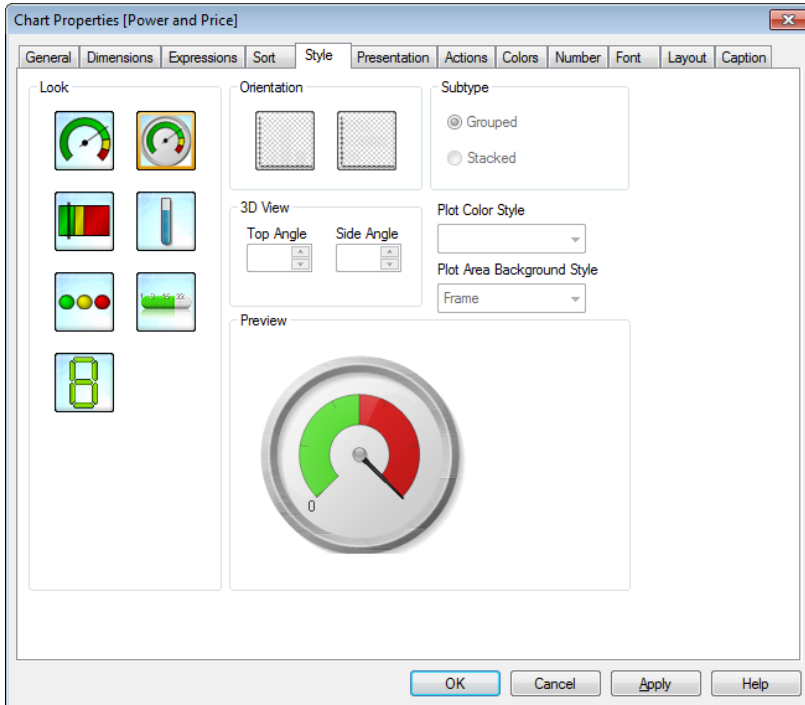 Chart Properties [Power and Price]
General Dimensions Expressions Sort Style Presentation Actions Colors Number Font Layout Caption
Look
Orientation
Subtype
Grouped
Stacked
3D View
Top Angle Side Angle
Plot Color Style
Plot Area Background Style
Frame
Preview
0
OK Cancel Apply Help